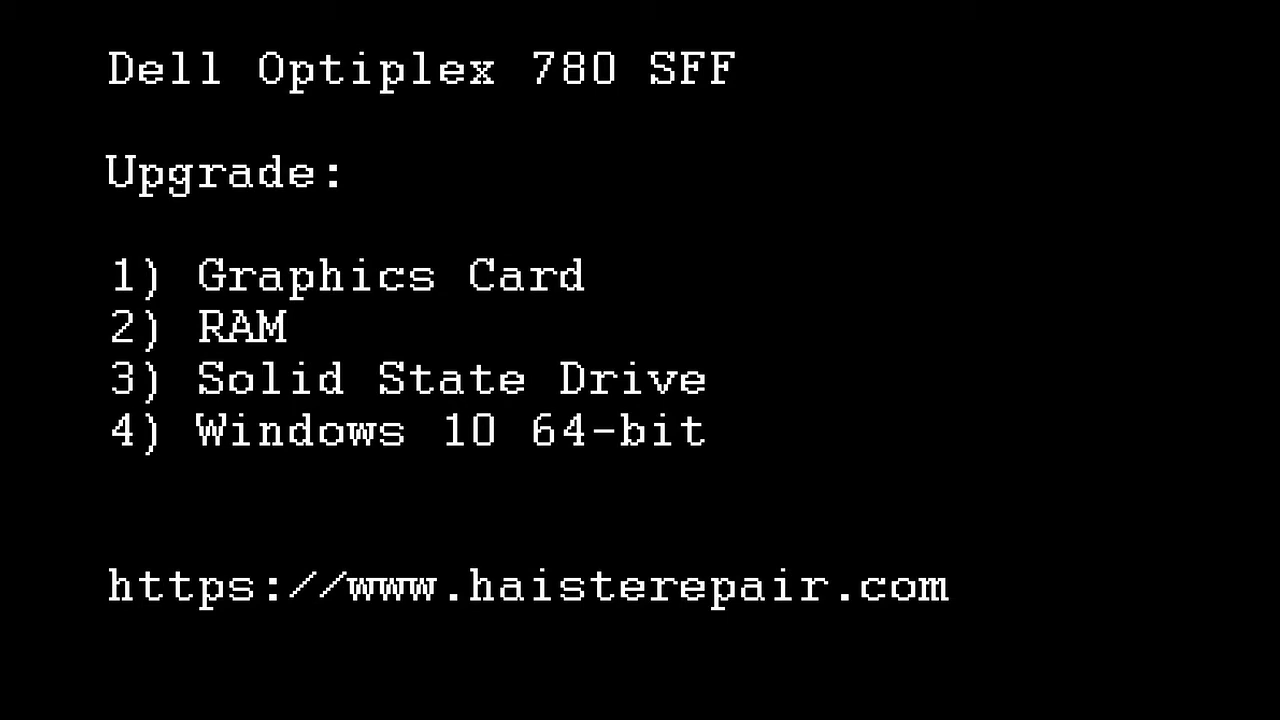 Dell Optiplex 780 SFF
Upgrade:
1) Graphics Card
2) RAM
3) Solid State Drive
4) Windows 10 64-bit
https://www.haisterepair.com